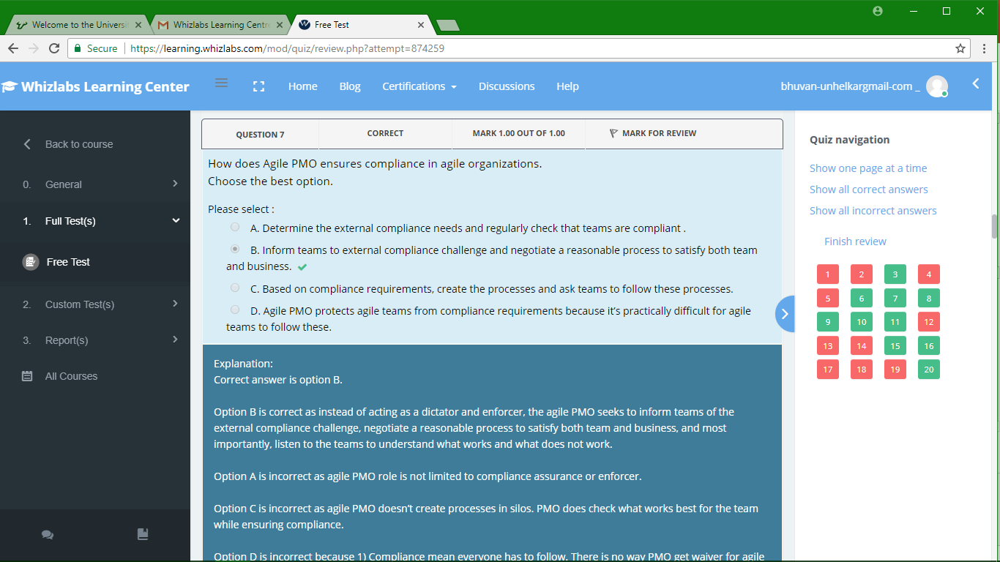 Welcome to the Universi
Whizlabs Learning Centr
Free Test
Secure
https://learning.whizlabs.com/mod/quiz/review.php?attempt=874259
Whizlabs Learning Center
Home
Blog
Certifications
Discussions
Help
bhuvan-unhelkargmail-com _
Back to course
0. General
1. Full Test(s)
Free Test
2. Custom Test(s)
3. Report(s)
All Courses
QUESTION 7
CORRECT
MARK 1.00 OUT OF 1.00
MARK FOR REVIEW
How does Agile PMO ensures compliance in agile organizations.
Choose the best option.
Please select :
A. Determine the external compliance needs and regularly check that teams are compliant .
B. Inform teams to external compliance challenge and negotiate a reasonable process to satisfy both team
and business.
C. Based on compliance requirements, create the processes and ask teams to follow these processes.
D. Agile PMO protects agile teams from compliance requirements because it's practically difficult for agile
teams to follow these.
Explanation:
Correct answer is option B.
Option B is correct as instead of acting as a dictator and enforcer, the agile PMO seeks to inform teams of the
external compliance challenge, negotiate a reasonable process to satisfy both team and business, and most
importantly, listen to the teams to understand what works and what does not work.
Option A is incorrect as agile PMO role is not limited to compliance assurance or enforcer.
Option C is incorrect as agile PMO doesn't create processes in silos. PMO does check what works best for the team
while ensuring compliance.
Option D is incorrect because 1) Compliance mean everyone has to follow. There is no way PMO get waiver for agile
Quiz navigation
Show one page at a time
Show all correct answers
Show all incorrect answers
Finish review
1 2 3 4
5 6 7 8
9 10 11 12
13 14 15 16
17 18 19 20